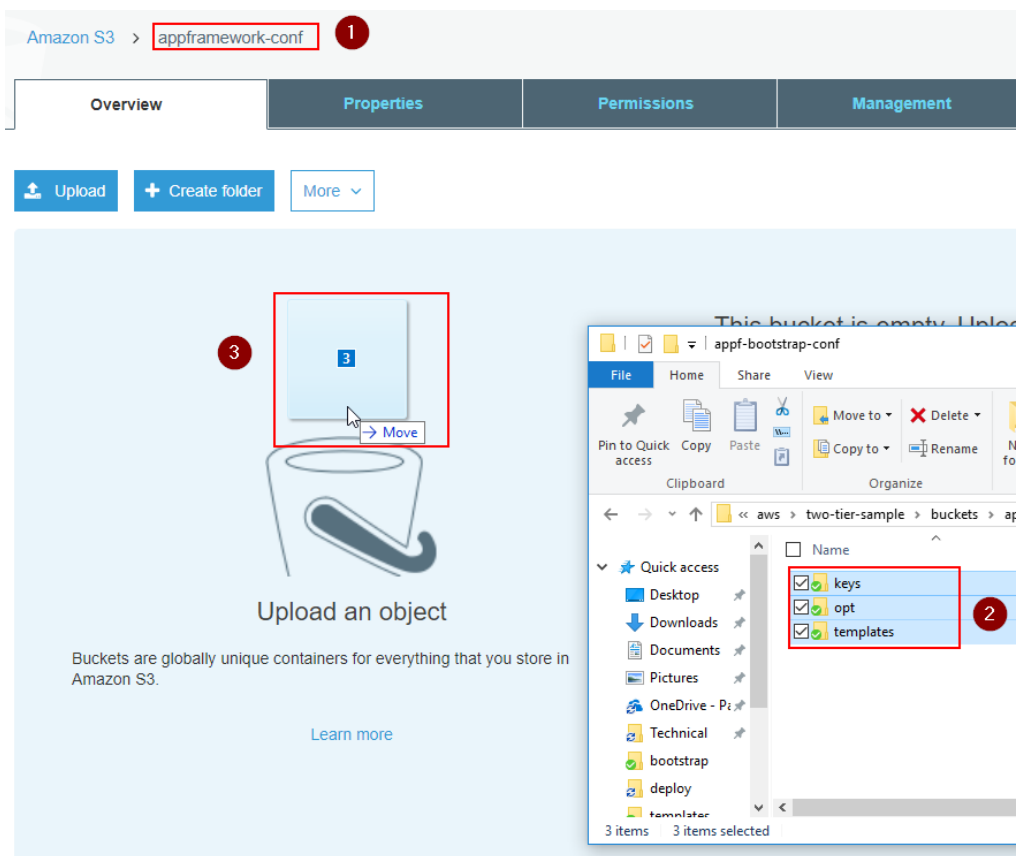 Amazon S3 > appframework-conf
1
Overview
Properties
Permissions
Management
Upload
Create folder
More
This bucket is empty. Uploa
3
3
Move
Upload an object
Buckets are globally unique containers for everything that you store in
Amazon S3.
Learn more
appf-bootstrap-conf
File
Home
Share
View
Pin to Quick
access
Copy
Paste
Clipboard
Move to
Copy to
Delete
Rename
Organize
« aws > two-tier-sample > buckets > ap
Quick access
Desktop
Downloads
Documents
Pictures
OneDrive - Pa
Technical
bootstrap
deploy
templates
Name
keys
opt
templates
2
3 items
3 items selected